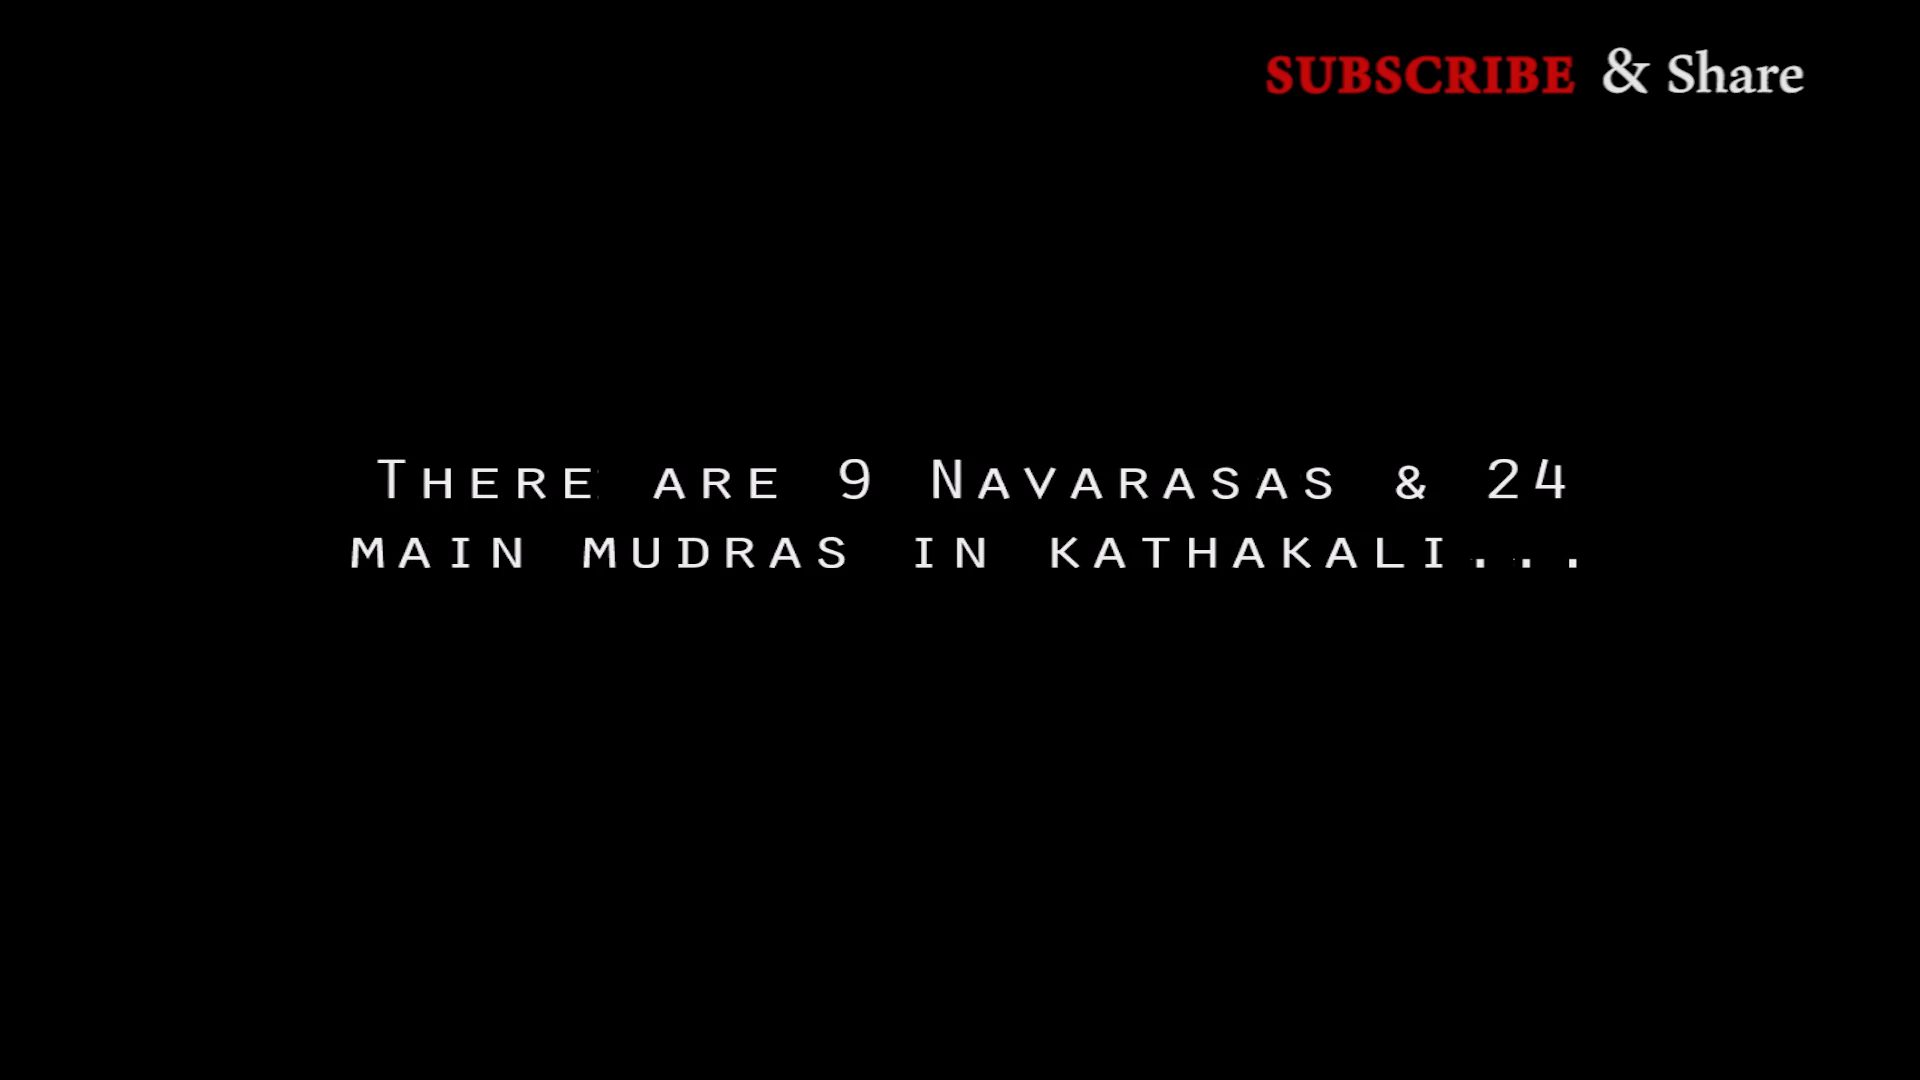 SUBSCRIBE & Share
There are 9 Navarasas & 24
main mudras in kathakali...